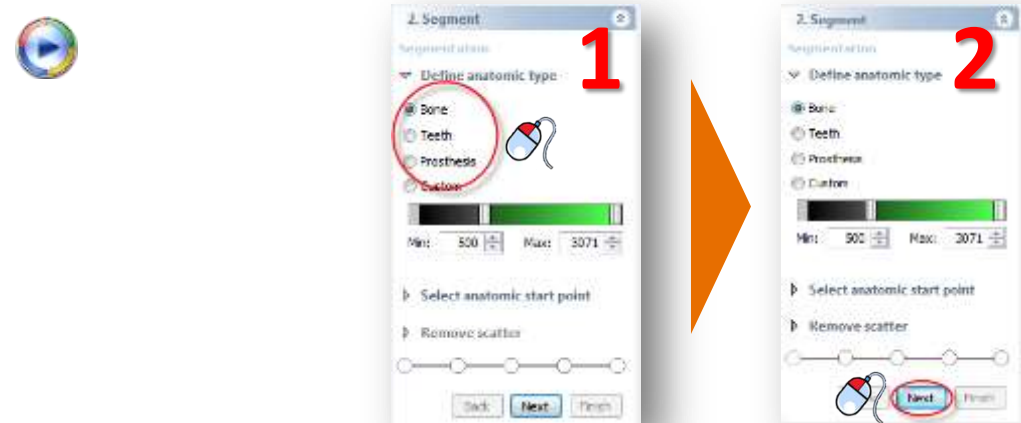 2. Segment
1
Segmentation
Define anatomic type
Bone
Teeth
Prosthesis
Custom
Min: 500 Max: 3071
Select anatomic start point
Remove scatter
Back Next Finish
2. Segment
2
Segmentation
Define anatomic type
Bone
Teeth
Prosthesis
Custom
Min: 500 Max: 3071
Select anatomic start point
Remove scatter
Next Finish